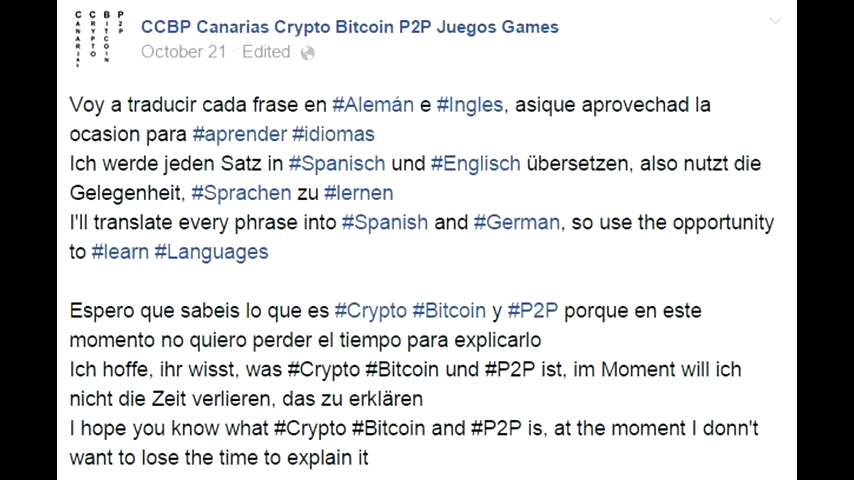 CANARIAS CRYPTO BITCOIN P2P
CCBP Canarias Crypto Bitcoin P2P Juegos Games
October 21 · Edited
Voy a traducir cada frase en #Alemán e #Ingles, asique aprovechad la
ocasion para #aprender #idiomas
Ich werde jeden Satz in #Spanisch und #Englisch übersetzen, also nutzt die
Gelegenheit, #Sprachen zu #lernen
I'll translate every phrase into #Spanish and #German, so use the opportunity
to #learn #Languages
Espero que sabeis lo que es #Crypto #Bitcoin y #P2P porque en este
momento no quiero perder el tiempo para explicarlo
Ich hoffe, ihr wisst, was #Crypto #Bitcoin und #P2P ist, im Moment will ich
nicht die Zeit verlieren, das zu erklären
I hope you know what #Crypto #Bitcoin and #P2P is, at the moment I donn't
want to lose the time to explain it